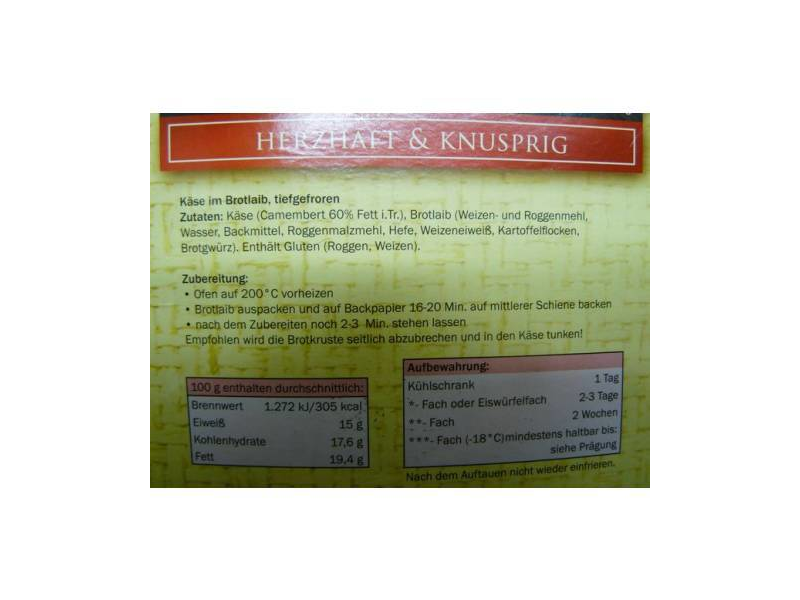 HERZHAFT & KNUSPRIG
Käse im Brotlaib, tiefgefroren
Zutaten: Käse (Camembert 60% Fett i.Tr.), Brotlaib (Weizen- und Roggenmehl,
Wasser, Backmittel, Roggenmalzmehl, Hefe, Weizeneiweiß, Kartoffelflocken,
Brotgwürz). Enthält Gluten (Roggen, Weizen).
Zubereitung:
• Ofen auf 200°C vorheizen
• Brotlaib auspacken und auf Backpapier 16-20 Min. auf mittlerer Schiene backen
• nach dem Zubereiten noch 2-3 Min. stehen lassen
Empfohlen wird die Brotkruste seitlich abzubrechen und in den Käse tunken!
100 g enthalten durchschnittlich:
Brennwert 1.272 kJ/305 kcal
Eiweiß 15 g
Kohlenhydrate 17,6 g
Fett 19,4 g
Aufbewahrung:
Kühlschrank 1 Tag
*- Fach oder Eiswürfelfach 2-3 Tage
**- Fach 2 Wochen
***- Fach (-18°C)mindestens haltbar bis:
siehe Prägung
Nach dem Auftauen nicht wieder einfrieren.